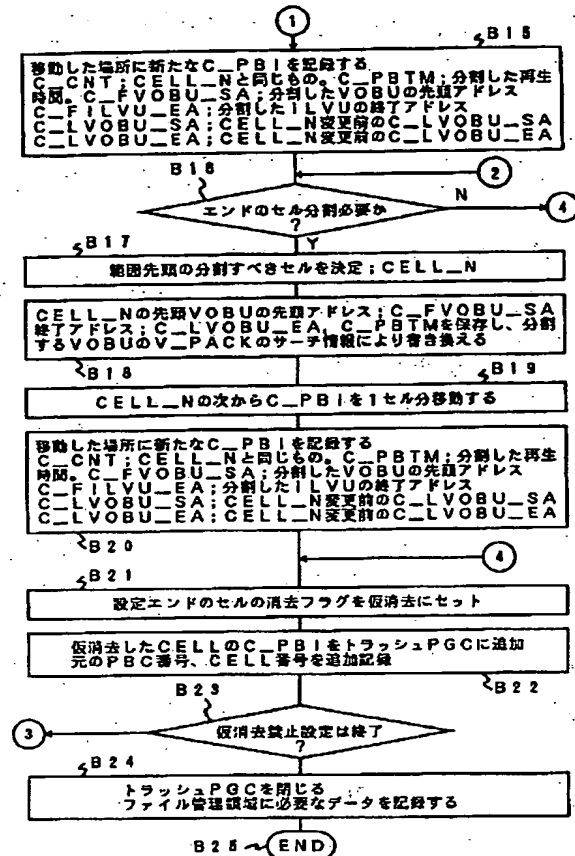 1
B15
移動した場所に新たなC_PBIを記録する
C_CNT;CELL_Nと同じもの。C_PBTM;分割した再生
時間。C_FVOBU_SA;分割したVOBUの先頭アドレス
C_FILVU_EA;分割したILVUの終了アドレス
C_LVOBU_SA;CELL_N変更前のC_LVOBU_SA
C_LVOBU_EA;CELL_N変更前のC_LVOBU_EA
2
B16
エンドのセル分割必要か
?
N
4
Y
B17
範囲先頭の分割すべきセルを決定;CELL_N
CELL_Nの先頭VOBUの先頭アドレス;C_FVOBU_SA
終了アドレス;C_LVOBU_EA,C_PBTMを保存し、分割
するVOBUのV_PACKのサーチ情報により書き換える
B18
B19
CELL_Nの次からC_PBIを1セル分移動する
移動した場所に新たなC_PBIを記録する
C_CNT;CELL_Nと同じもの。C_PBTM;分割した再生
時間。C_FVOBU_SA;分割したVOBUの先頭アドレス
C_FILVU_EA;分割したILVUの終了アドレス
C_LVOBU_SA;CELL_N変更前のC_LVOBU_SA
C_LVOBU_EA;CELL_N変更前のC_LVOBU_EA
B20
4
B21
設定エンドのセルの消去フラグを仮消去にセット
仮消去したCELLのC_PBIをトラッシュPGCに追加
元のPBC番号、CELL番号を追加記録
B22
B23
仮消去禁止設定は終了
?
3
B24
トラッシュPGCを閉じる
ファイル管理領域に必要なデータを記録する
B25
END